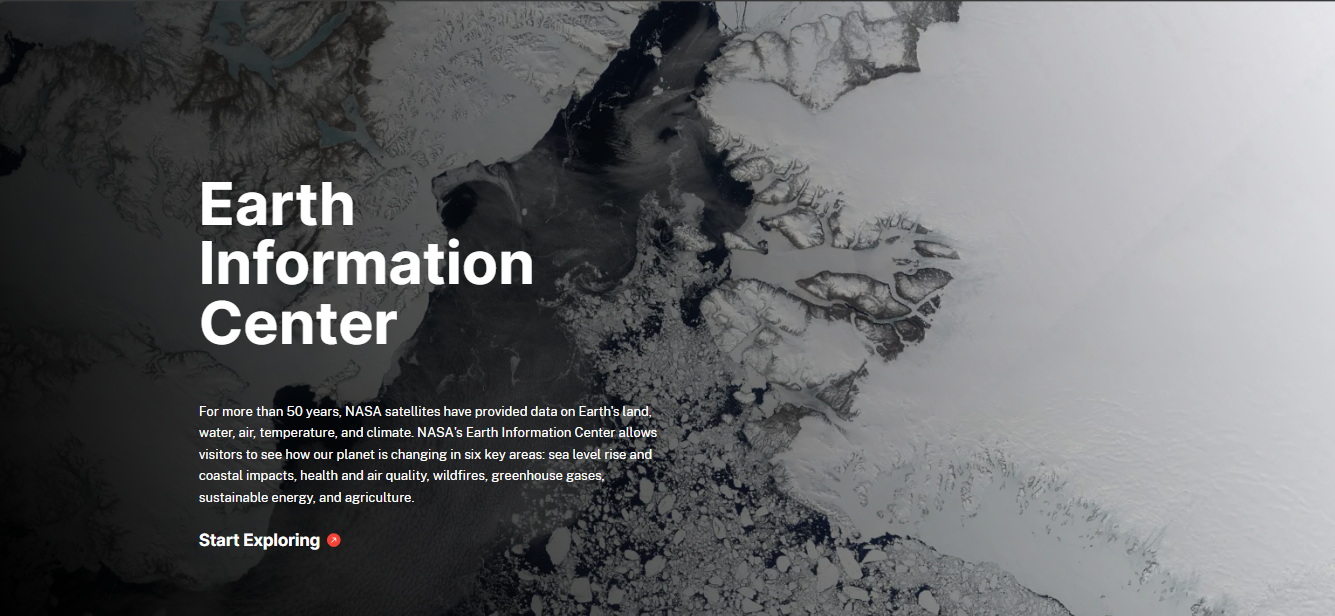 Earth
Information
Center
For more than 50 years, NASA satellites have provided data on Earth's land,
water, air, temperature, and climate. NASA's Earth Information Center allows
visitors to see how our planet is changing in six key areas: sea level rise and
coastal impacts, health and air quality, wildfires, greenhouse gases,
sustainable energy, and agriculture.
Start Exploring